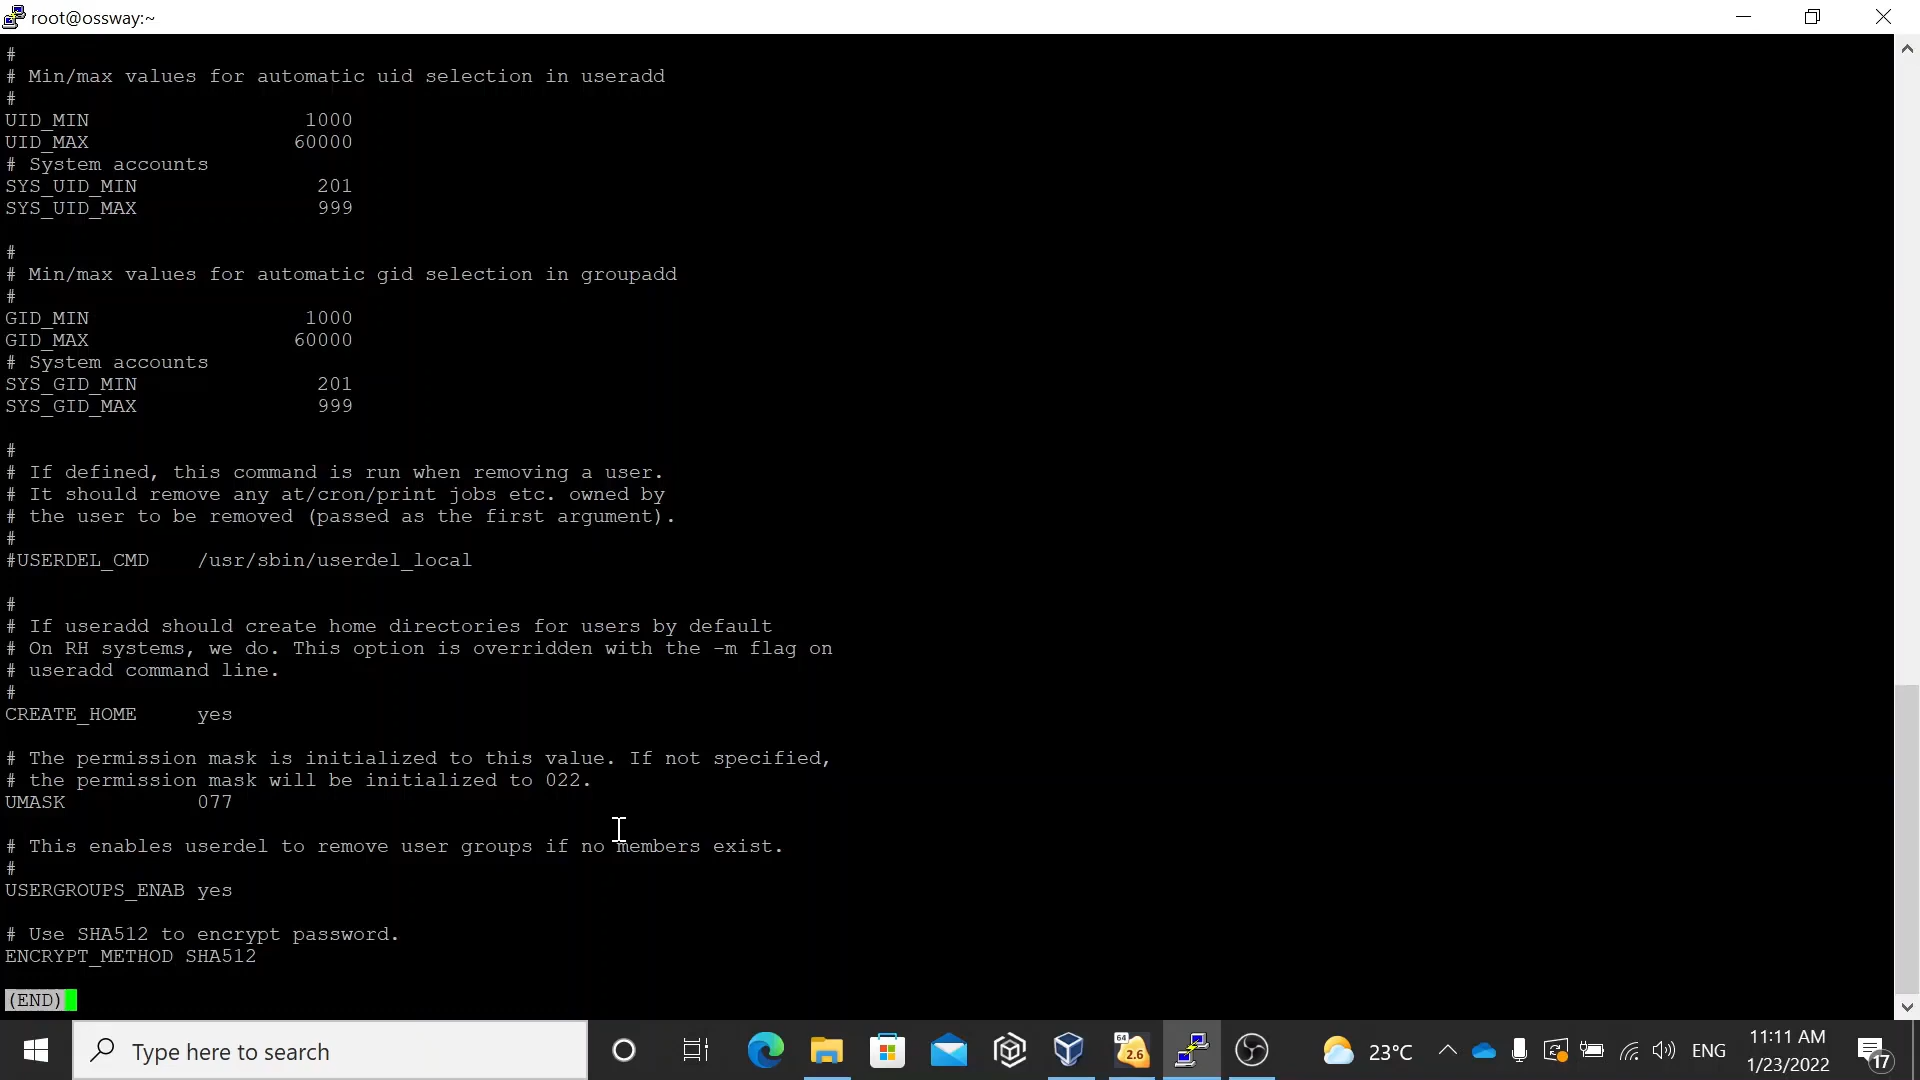 root@ossway:~
#
# Min/max values for automatic uid selection in useradd
#
UID_MIN                  1000
UID_MAX                 60000
# System accounts
SYS_UID_MIN               201
SYS_UID_MAX               999
#
# Min/max values for automatic gid selection in groupadd
#
GID_MIN                  1000
GID_MAX                 60000
# System accounts
SYS_GID_MIN               201
SYS_GID_MAX               999
#
# If defined, this command is run when removing a user.
# It should remove any at/cron/print jobs etc. owned by
# the user to be removed (passed as the first argument).
#
#USERDEL_CMD    /usr/sbin/userdel_local
#
# If useradd should create home directories for users by default
# On RH systems, we do. This option is overridden with the -m flag on
# useradd command line.
#
CREATE_HOME     yes
# The permission mask is initialized to this value. If not specified,
# the permission mask will be initialized to 022.
UMASK           077
# This enables userdel to remove user groups if no members exist.
#
USERGROUPS_ENAB yes
# Use SHA512 to encrypt password.
ENCRYPT_METHOD SHA512
(END)
Type here to search
64
2.6
23°C
ENG
11:11 AM
1/23/2022
17